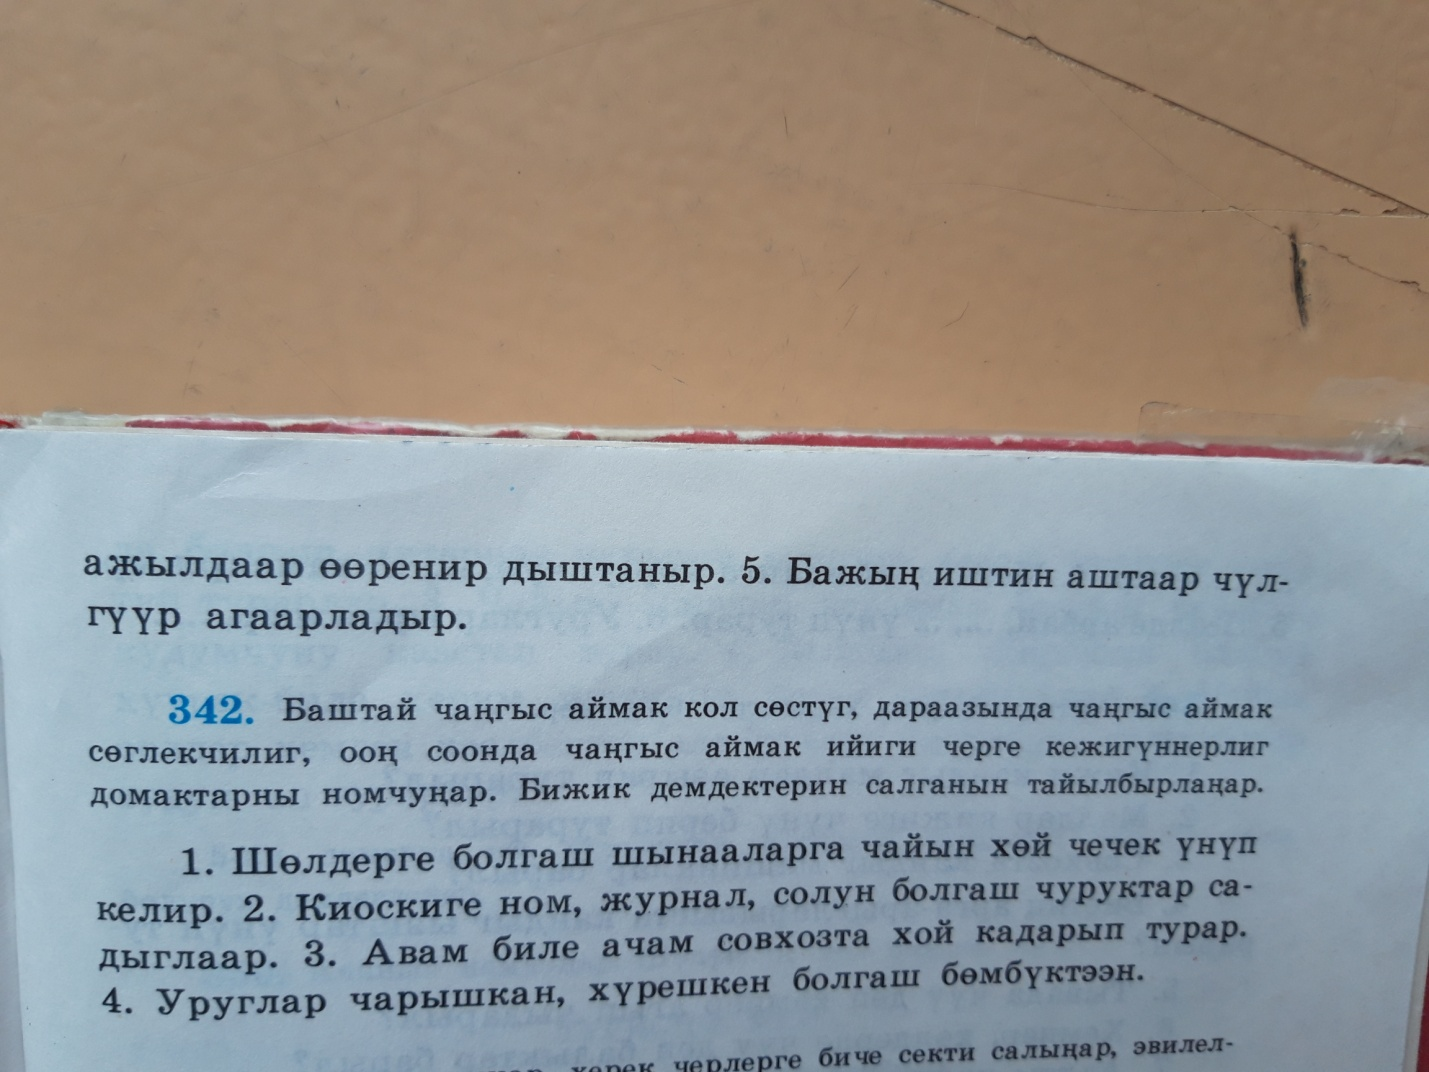 ажылдаар өөренир дыштаныр. 5. Бажың иштин аштаар чүл-
гүүр агаарладыр.
342. Баштай чаңгыс аймак кол сөстүг, дараазында чаңгыс аймак
сөглекчилиг, ооң соонда чаңгыс аймак ийиги черге кежигүннерлиг
домактарны номчуңар. Бижик демдектерин салганын тайылбырлаңар.
1. Шөлдерге болгаш шынааларга чайын хөй чечек үнүп
келир. 2. Киоскиге ном, журнал, солун болгаш чуруктар са-
дыглаар. 3. Авам биле ачам совхозта хой кадарып турар.
4. Уруглар чарышкан, хүрешкен болгаш бөмбүктээн.
черлерге биче секти салыңар, эвилел-